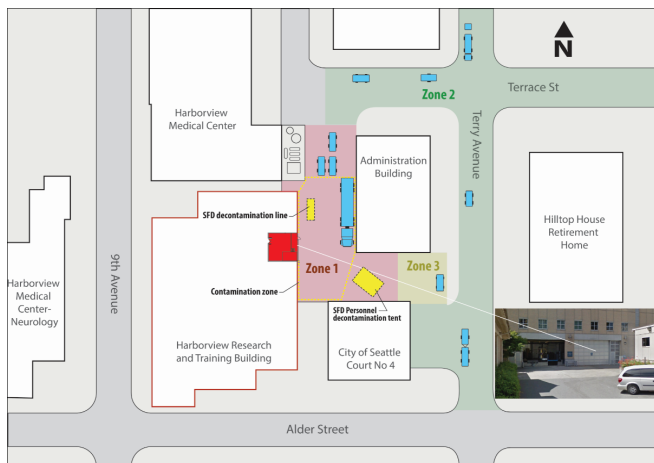 N
Terrace St
Zone 2
Harborview
Medical Center
Terry Avenue
Administration
Building
SFD decontamination line
Hilltop House
Retirement
Home
9th Avenue
Zone 1
Zone 3
Harborview
Medical
Center-
Neurology
Contamination zone
SFD Personnel
decontamination tent
Harborview Research
and Training Building
City of Seattle
Court No 4
Alder Street